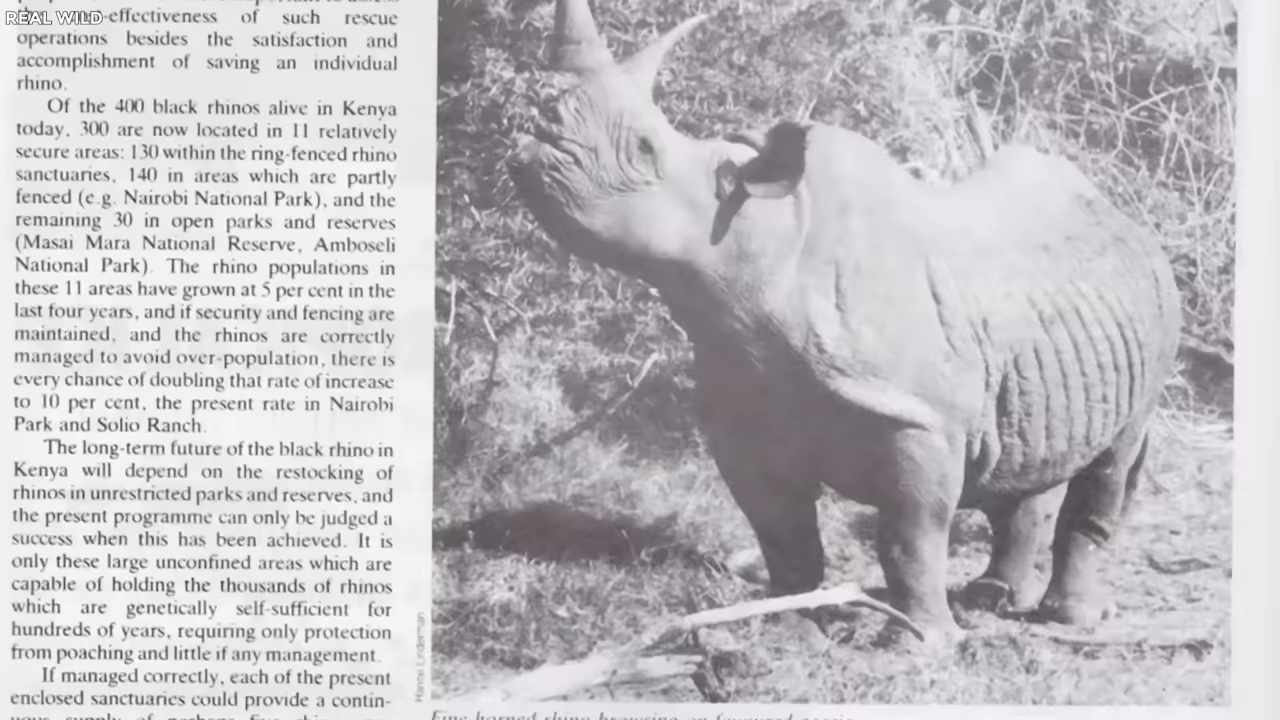 REAL WILD
effectiveness of such rescue
operations besides the satisfaction and
accomplishment of saving an individual
rhino.
Of the 400 black rhinos alive in Kenya
today, 300 are now located in 11 relatively
secure areas: 130 within the ring-fenced rhino
sanctuaries, 140 in areas which are partly
fenced (e.g. Nairobi National Park), and the
remaining 30 in open parks and reserves
(Masai Mara National Reserve, Amboseli
National Park). The rhino populations in
these 11 areas have grown at 5 per cent in the
last four years, and if security and fencing are
maintained, and the rhinos are correctly
managed to avoid over-population, there is
every chance of doubling that rate of increase
to 10 per cent, the present rate in Nairobi
Park and Solio Ranch.
The long-term future of the black rhino in
Kenya will depend on the restocking of
rhinos in unrestricted parks and reserves, and
the present programme can only be judged a
success when this has been achieved. It is
only these large unconfined areas which are
capable of holding the thousands of rhinos
which are genetically self-sufficient for
hundreds of years, requiring only protection
from poaching and little if any management.
If managed correctly, each of the present
enclosed sanctuaries could provide a contin-